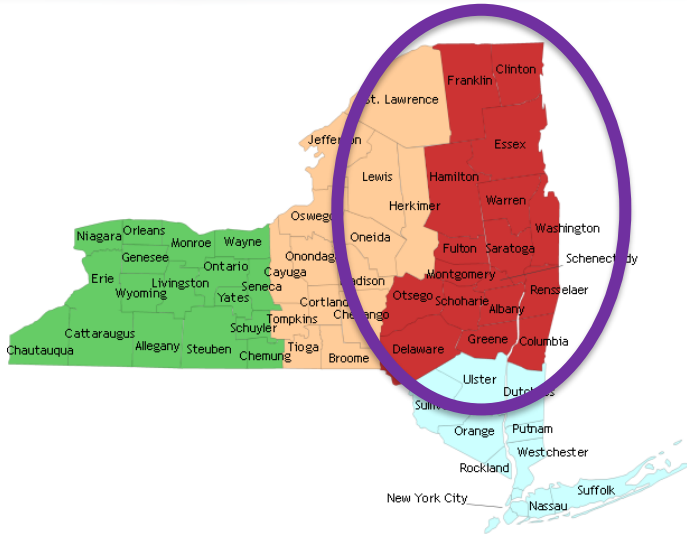 Clinton
Franklin
St. Lawrence
Jefferson
Essex
Lewis
Hamilton
Warren
Herkimer
Oswego
Washington
Niagara
Orleans
Oneida
Monroe
Wayne
Fulton
Saratoga
Genesee
Onondaga
Schenectady
Ontario
Cayuga
Montgomery
Erie
Livingston
Seneca
Madison
Rensselaer
Wyoming
Yates
Otsego
Schoharie
Cortland
Albany
Tompkins
Chenango
Schuyler
Cattaraugus
Greene
Columbia
Chautauqua
Allegany
Steuben
Chemung
Tioga
Broome
Delaware
Ulster
Dutchess
Sullivan
Orange
Putnam
Westchester
Rockland
New York City
Suffolk
Nassau